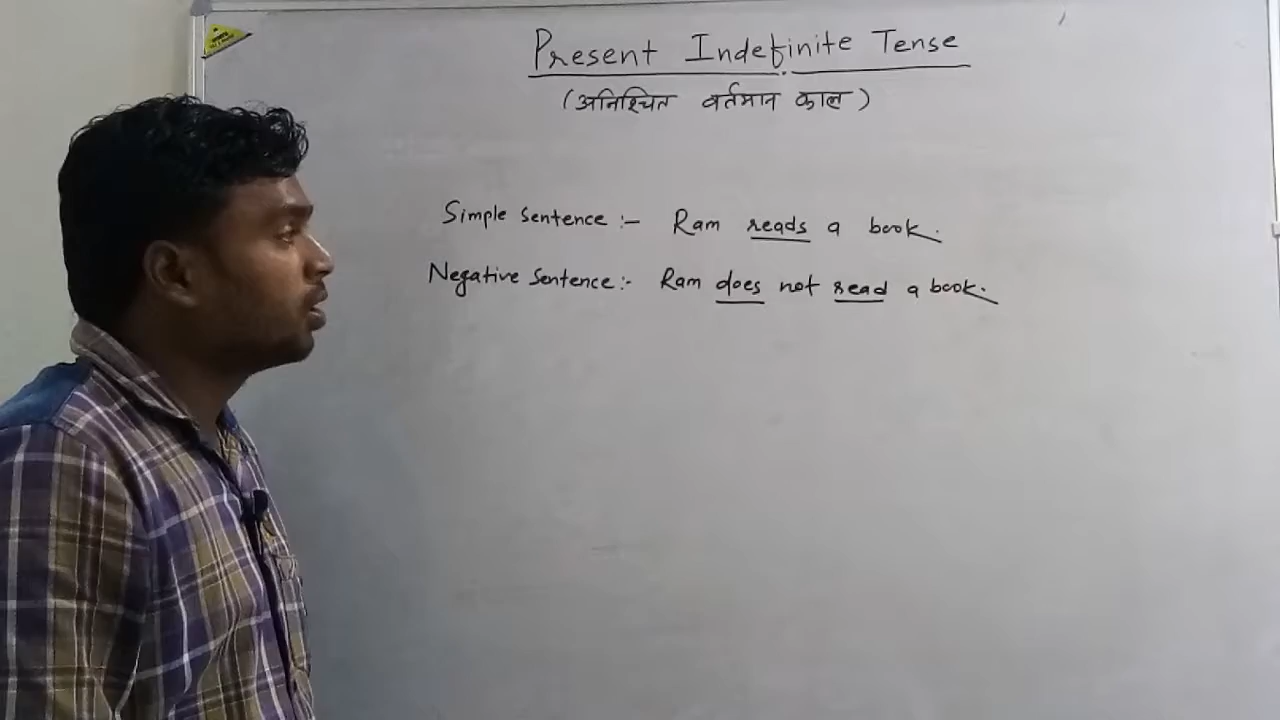 Present Indefinite Tense
(अनिश्चित वर्तमान काल)
Simple Sentence :- Ram reads a book.
Negative Sentence :- Ram does not read a book.